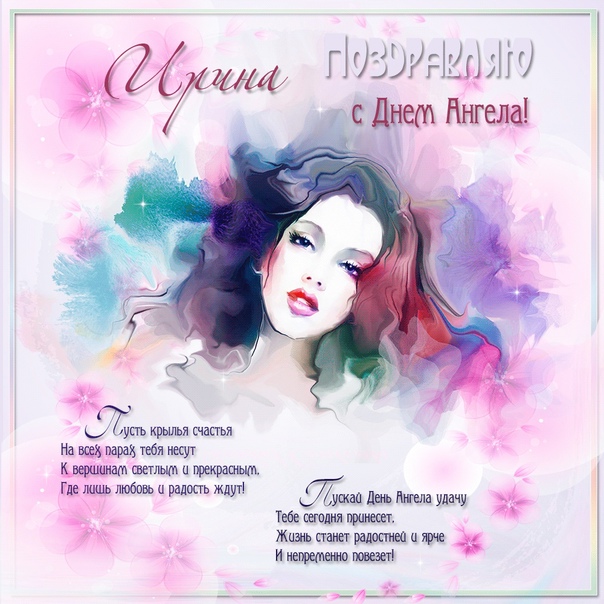 Ирина
Поздравляю
с Днем Ангела!
Пусть крылья счастья
На всех парах тебя несут
К вершинам светлым и прекрасным,
Где лишь любовь и радость ждут!
Пускай День Ангела удачу
Тебе сегодня принесет.
Жизнь станет радостней и ярче
И непременно повезет!